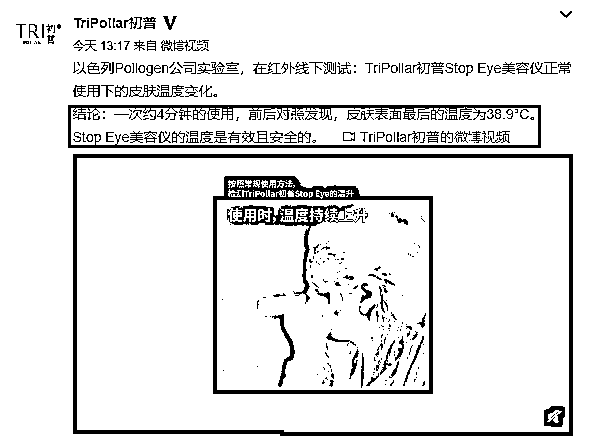 TRI初普
POLLAR
TriPollar初普 V
今天 13:17 来自 微博视频
以色列Pollogen公司实验室，在红外线下测试：TriPollar初普Stop Eye美容仪正常
使用下的皮肤温度变化。
结论：一次约4分钟的使用，前后对照发现，皮肤表面最后的温度为38.9°C。
Stop Eye美容仪的温度是有效且安全的。 TriPollar初普的微博视频
按照常规使用方法，
检测TriPollar初普Stop Eye的温升
使用时，温度持续上升